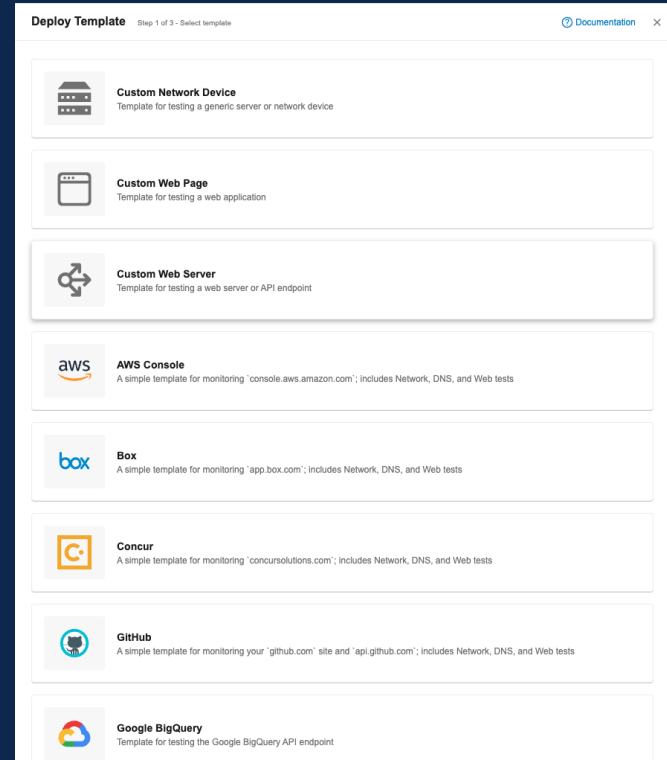 Deploy Template Step 1 of 3 - Select template Documentation
Custom Network Device
Template for testing a generic server or network device
Custom Web Page
Template for testing a web application
Custom Web Server
Template for testing a web server or API endpoint
aws
AWS Console
A simple template for monitoring `console.aws.amazon.com`; includes Network, DNS, and Web tests
box
Box
A simple template for monitoring `app.box.com`; includes Network, DNS, and Web tests
Concur
A simple template for monitoring `concursolutions.com`; includes Network, DNS, and Web tests
GitHub
A simple template for monitoring your `github.com` site and `api.github.com`; includes Network, DNS, and Web tests
Google BigQuery
Template for testing the Google BigQuery API endpoint